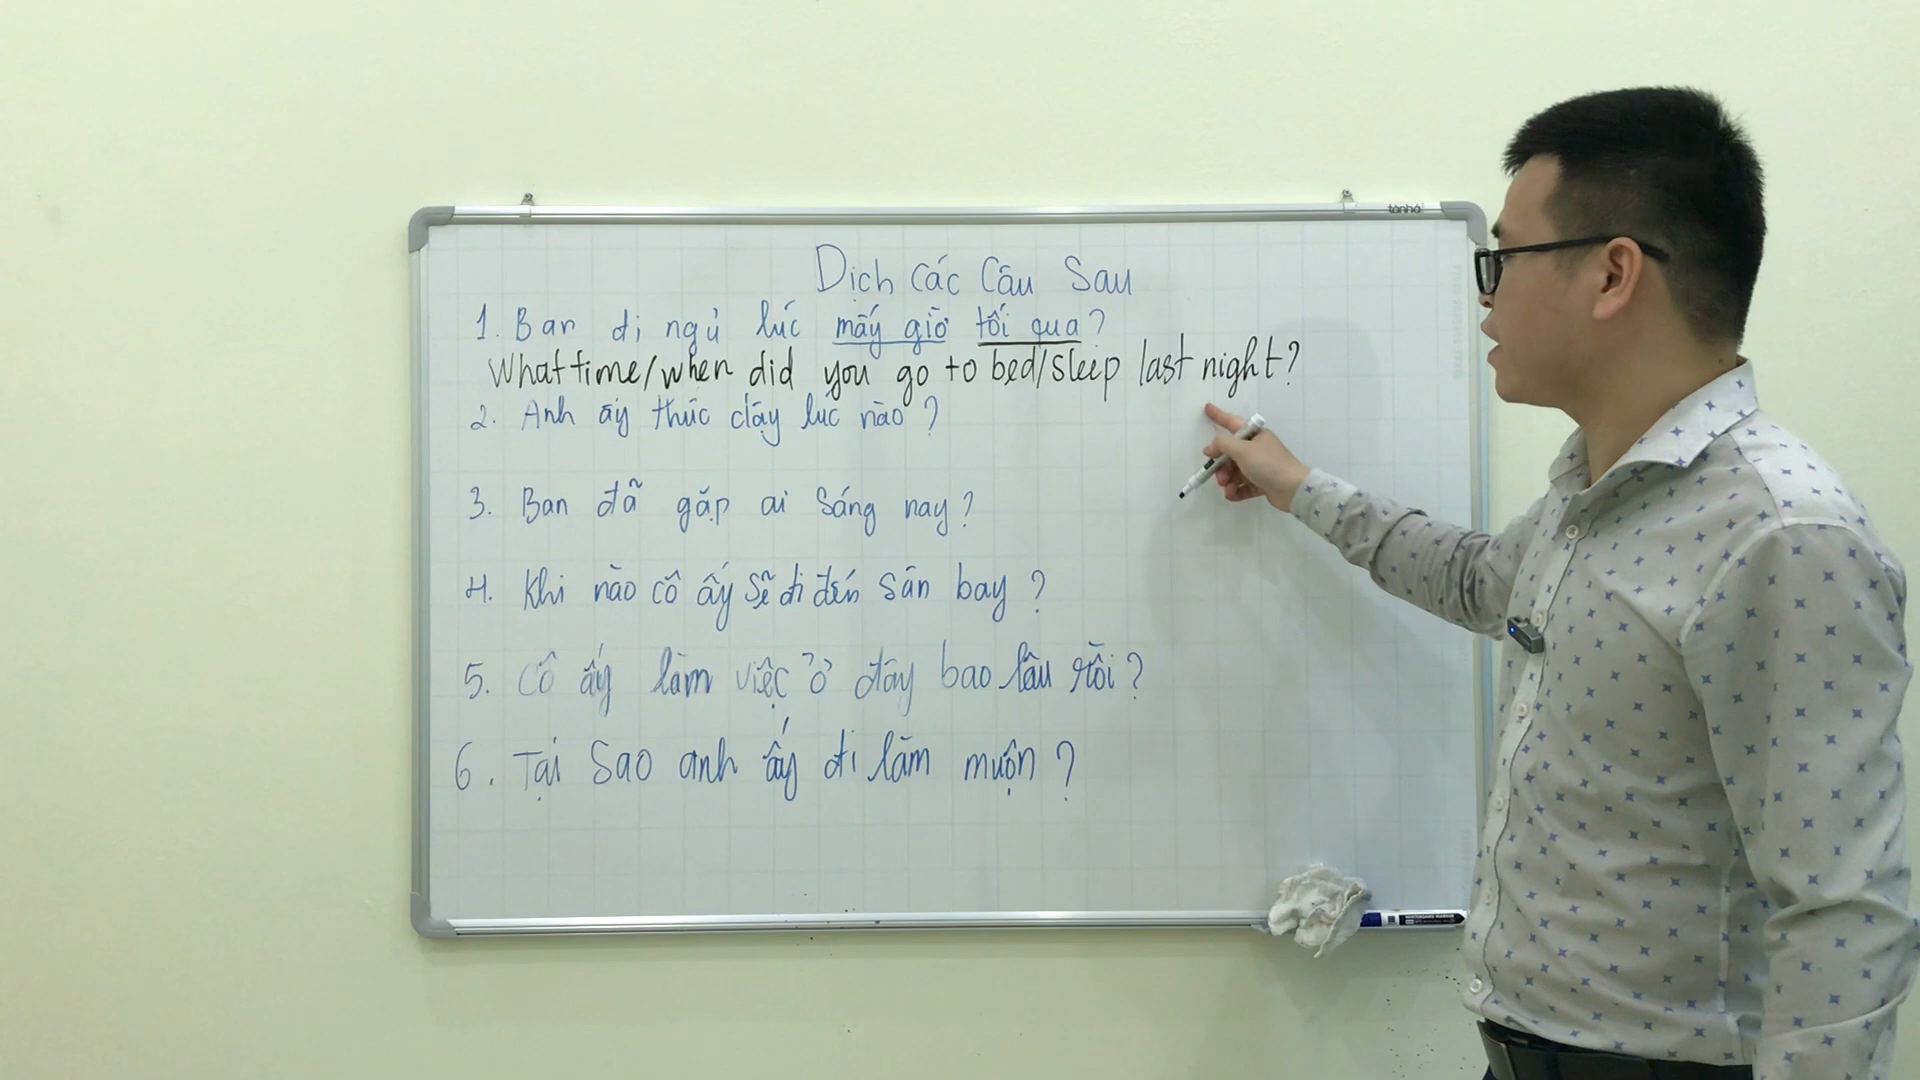 tânhà
Dịch các câu sau
1. Bạn đi ngủ lúc mấy giờ tối qua?
What time/when did you go to bed/sleep last night?
2. Anh ấy thức dậy lúc nào?
3. Bạn đã gặp ai sáng nay?
4. Khi nào cô ấy sẽ đi đến sân bay?
5. Cô ấy làm việc ở đây bao lâu rồi?
6. Tại sao anh ấy đi làm muộn?
WHITEBOARD MARKER